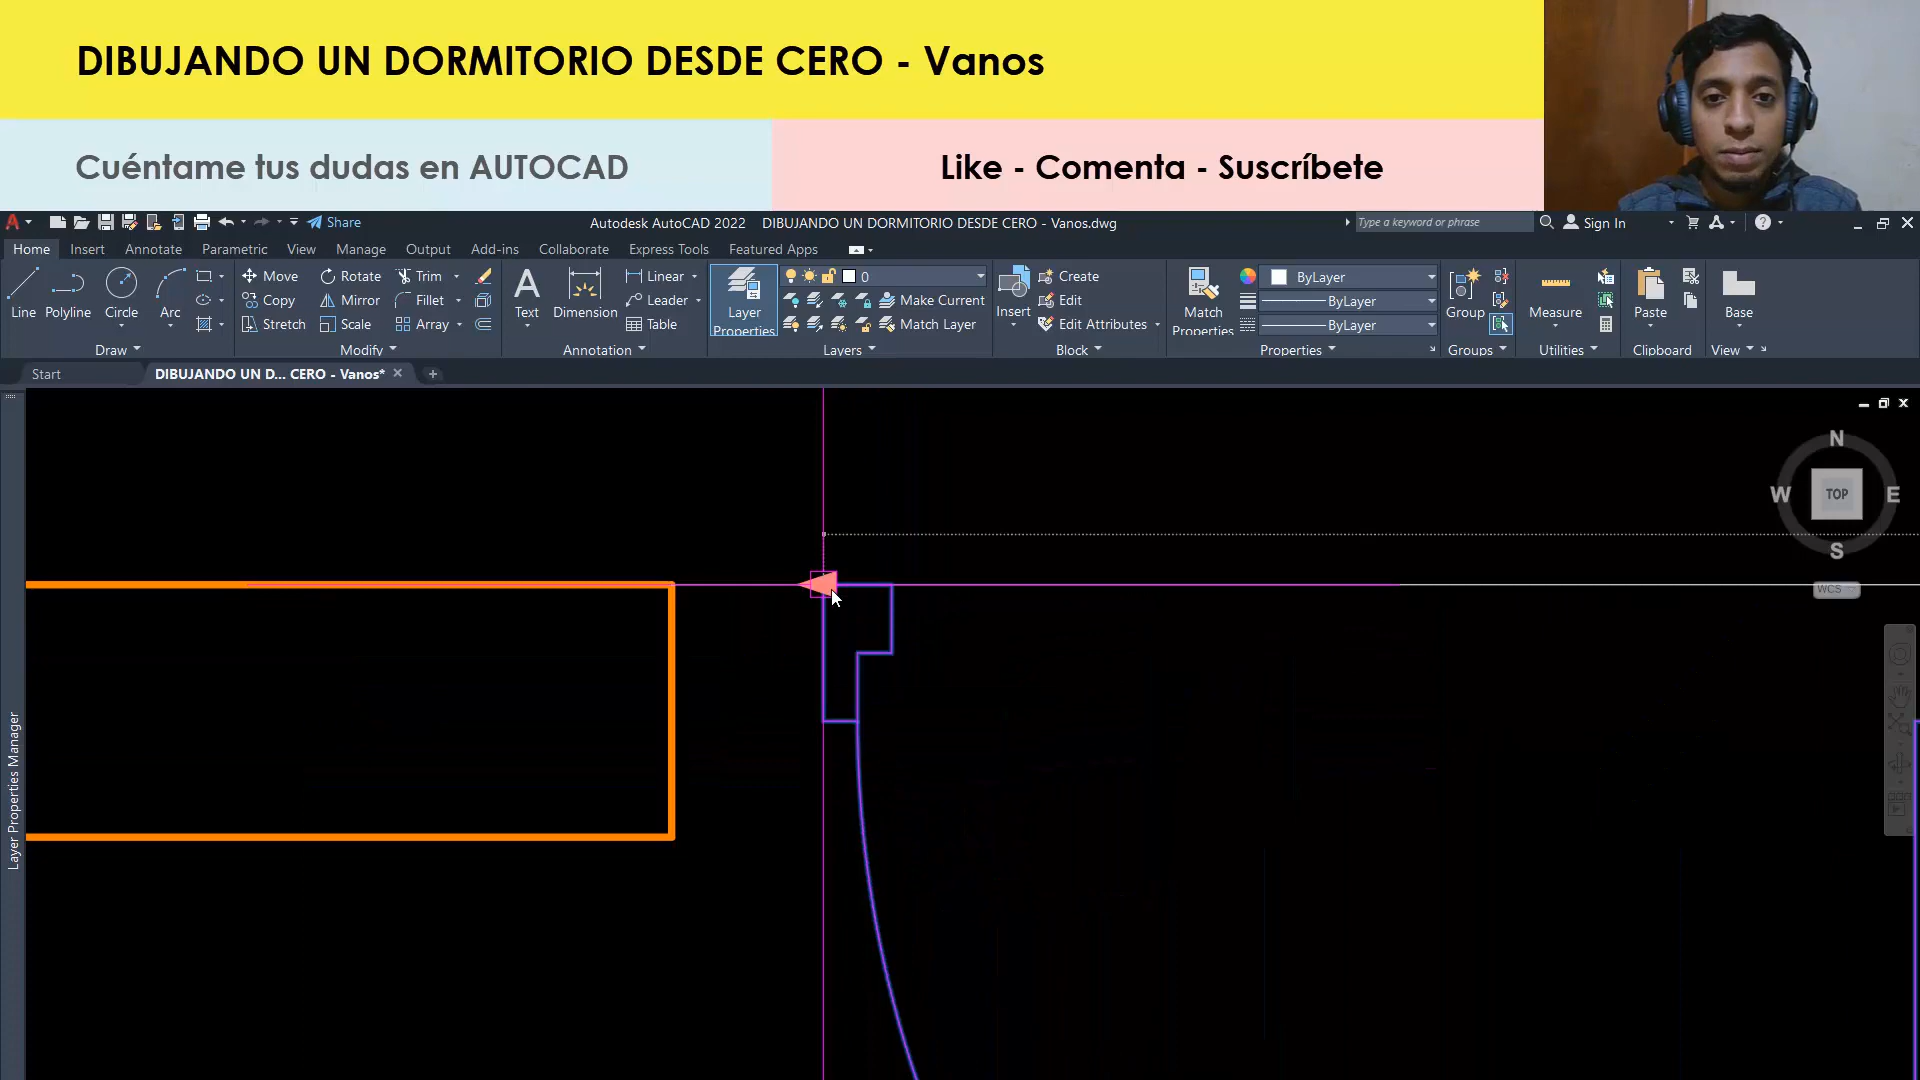 DIBUJANDO UN DORMITORIO DESDE CERO - Vanos
Cuéntame tus dudas en AUTOCAD
Like - Comenta - Suscríbete
Share
Autodesk AutoCAD 2022 DIBUJANDO UN DORMITORIO DESDE CERO - Vanos.dwg
Type a keyword or phrase
Sign In
Home Insert Annotate Parametric View Manage Output Add-ins Collaborate Express Tools Featured Apps
Line Polyline Circle Arc
Draw
Move Rotate Trim
Copy Mirror Fillet
Stretch Scale Array
Modify
Text Dimension
Linear
Leader
Table
Annotation
Layer Properties
0
Make Current
Match Layer
Layers
Insert
Create
Edit
Edit Attributes
Block
Match Properties
ByLayer
ByLayer
ByLayer
Properties
Group
Groups
Measure
Utilities
Paste
Clipboard
Base
View
Start
DIBUJANDO UN D... CERO - Vanos*
N
W TOP E
S
WCS
Layer Properties Manager